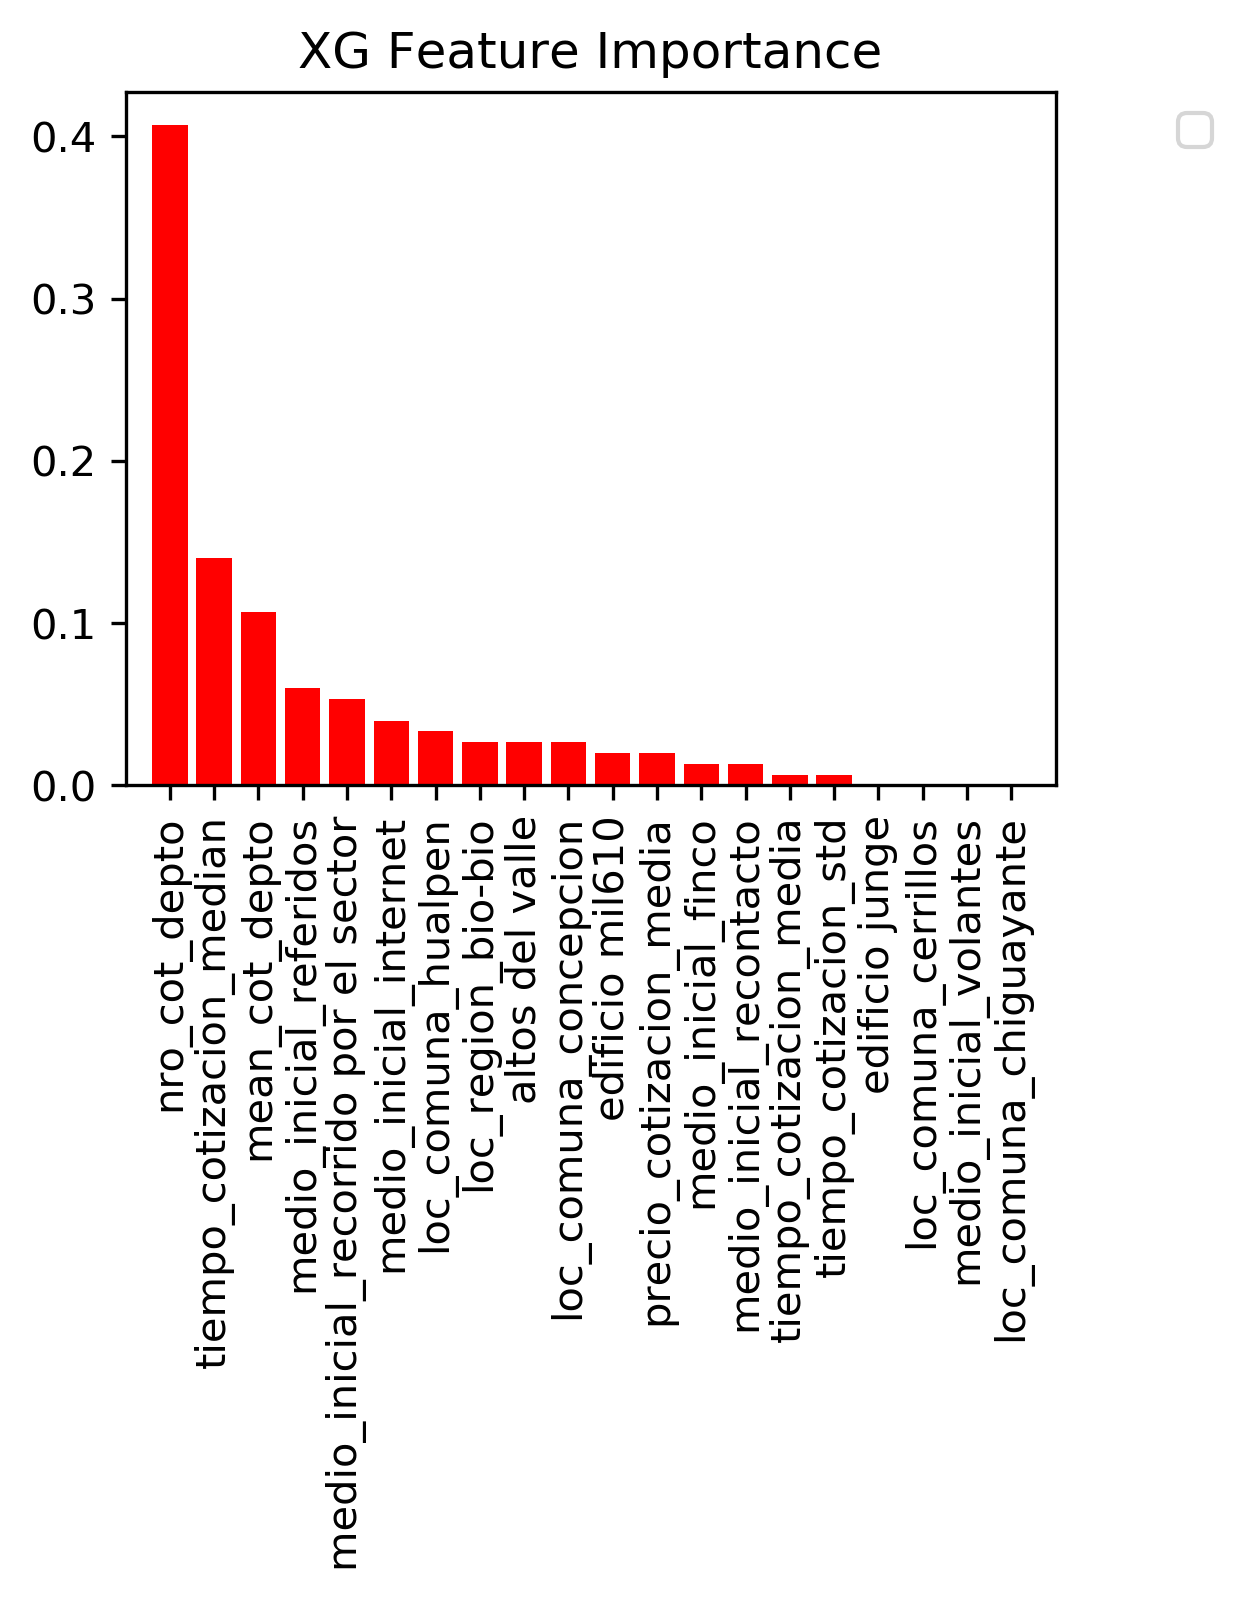 XG Feature Importance
0.4
0.3
0.2
0.1
0.0
nro_cot_depto
tiempo_cotizacion_median
mean_cot_depto
medio_inicial_referidos
medio_inicial_recorrido por el sector
medio_inicial_internet
loc_comuna_hualpen
loc_region_bio-bio
altos del valle
loc_comuna_concepcion
edificio mil610
precio_cotizacion_media
medio_inicial_finco
medio_inicial_recontacto
tiempo_cotizacion_media
tiempo_cotizacion_std
edificio junge
loc_comuna_cerrillos
medio_inicial_volantes
loc_comuna_chiguayante